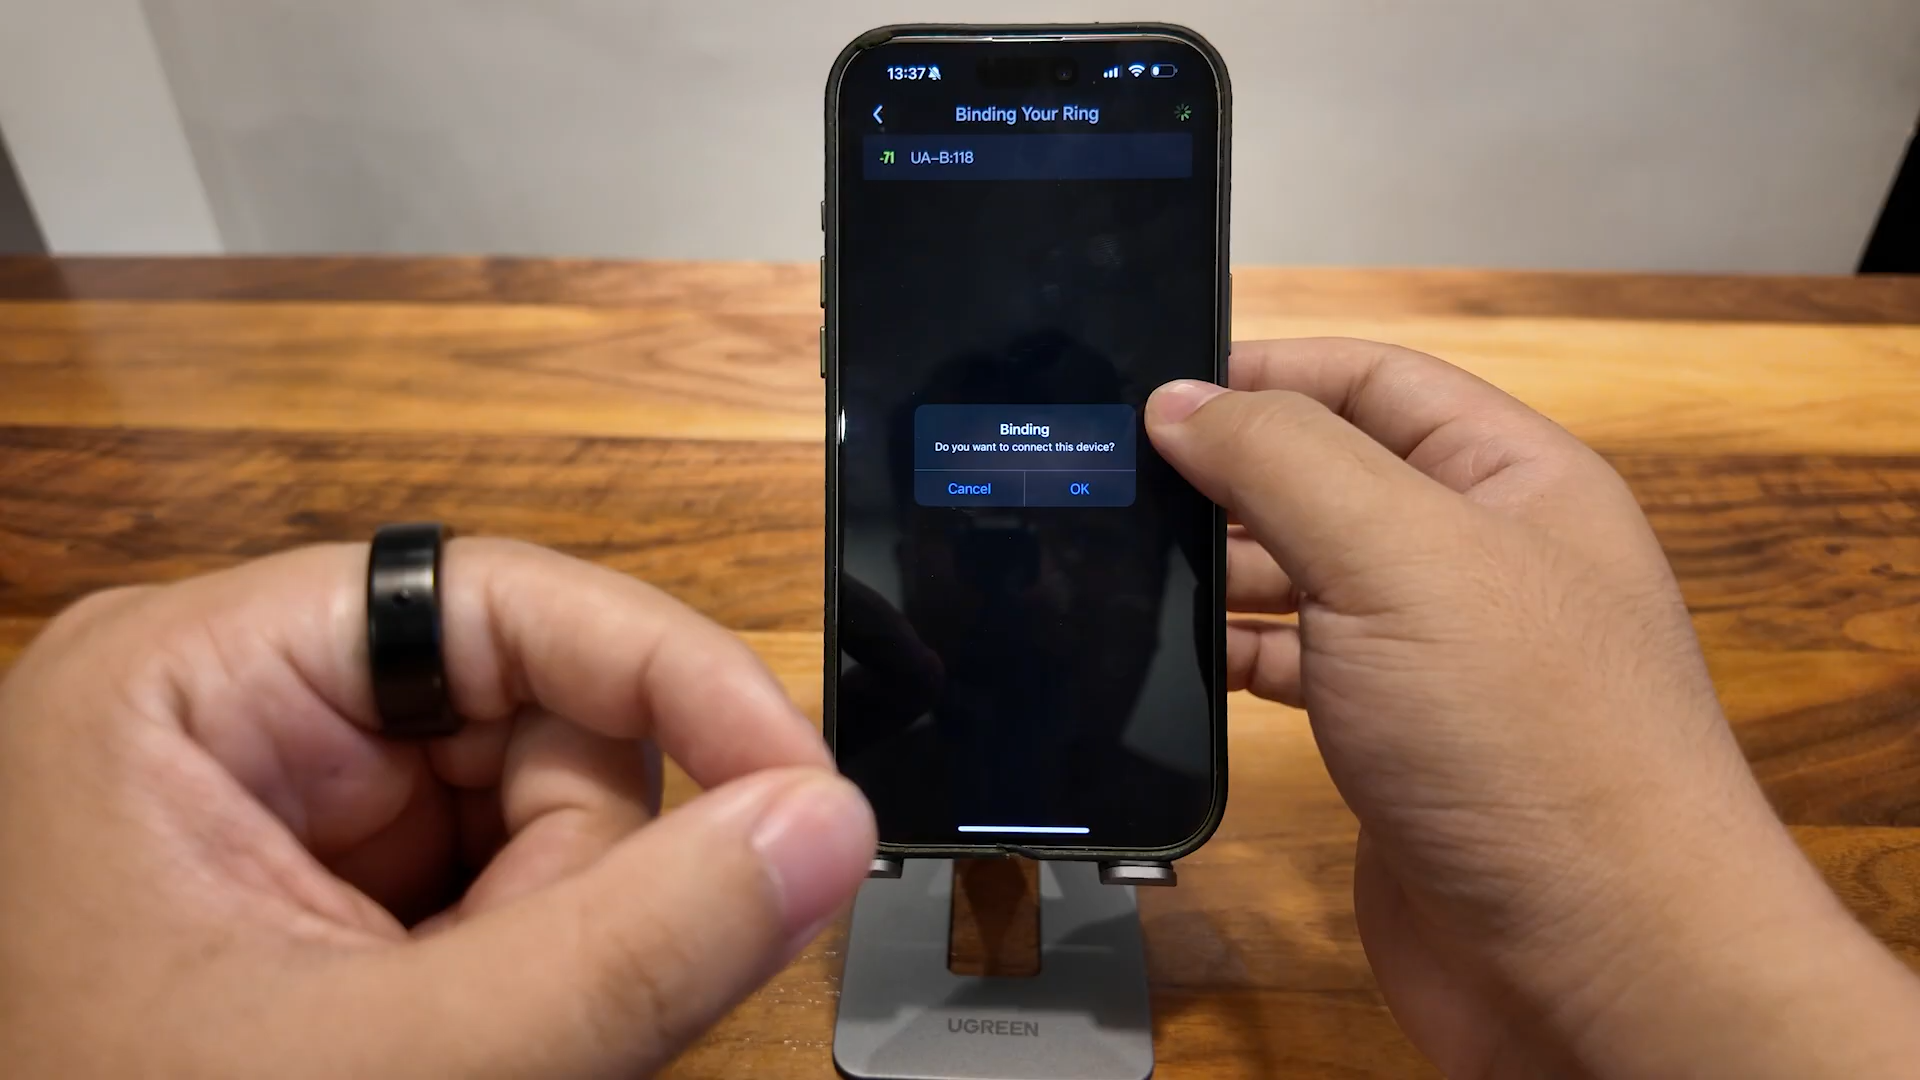 13:37
Binding Your Ring
-71 UA-B:118
Binding
Do you want to connect this device?
Cancel OK
UGREEN